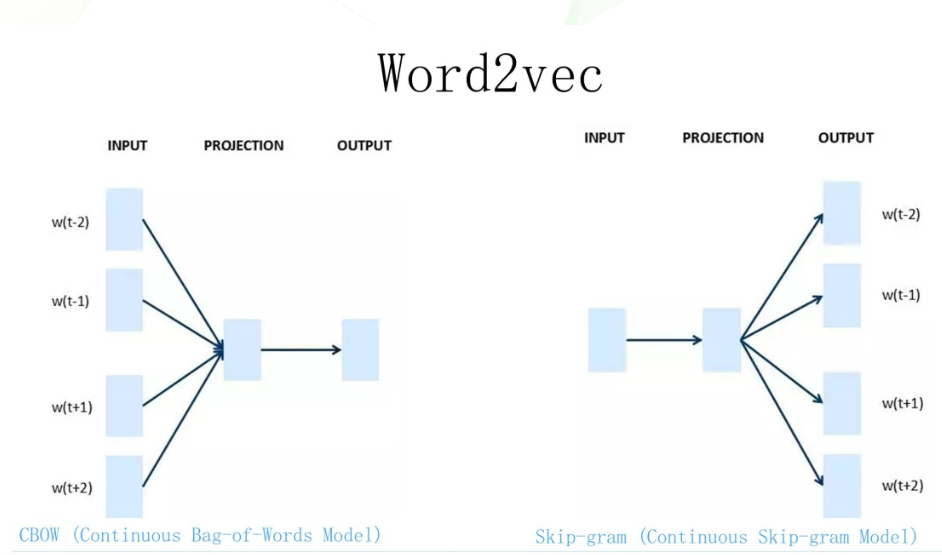 Word2vec
INPUT PROJECTION OUTPUT
w(t-2)
w(t-1)
w(t+1)
w(t+2)
CBOW (Continuous Bag-of-Words Model)
INPUT PROJECTION OUTPUT
w(t-2)
w(t-1)
w(t+1)
w(t+2)
Skip-gram (Continuous Skip-gram Model)